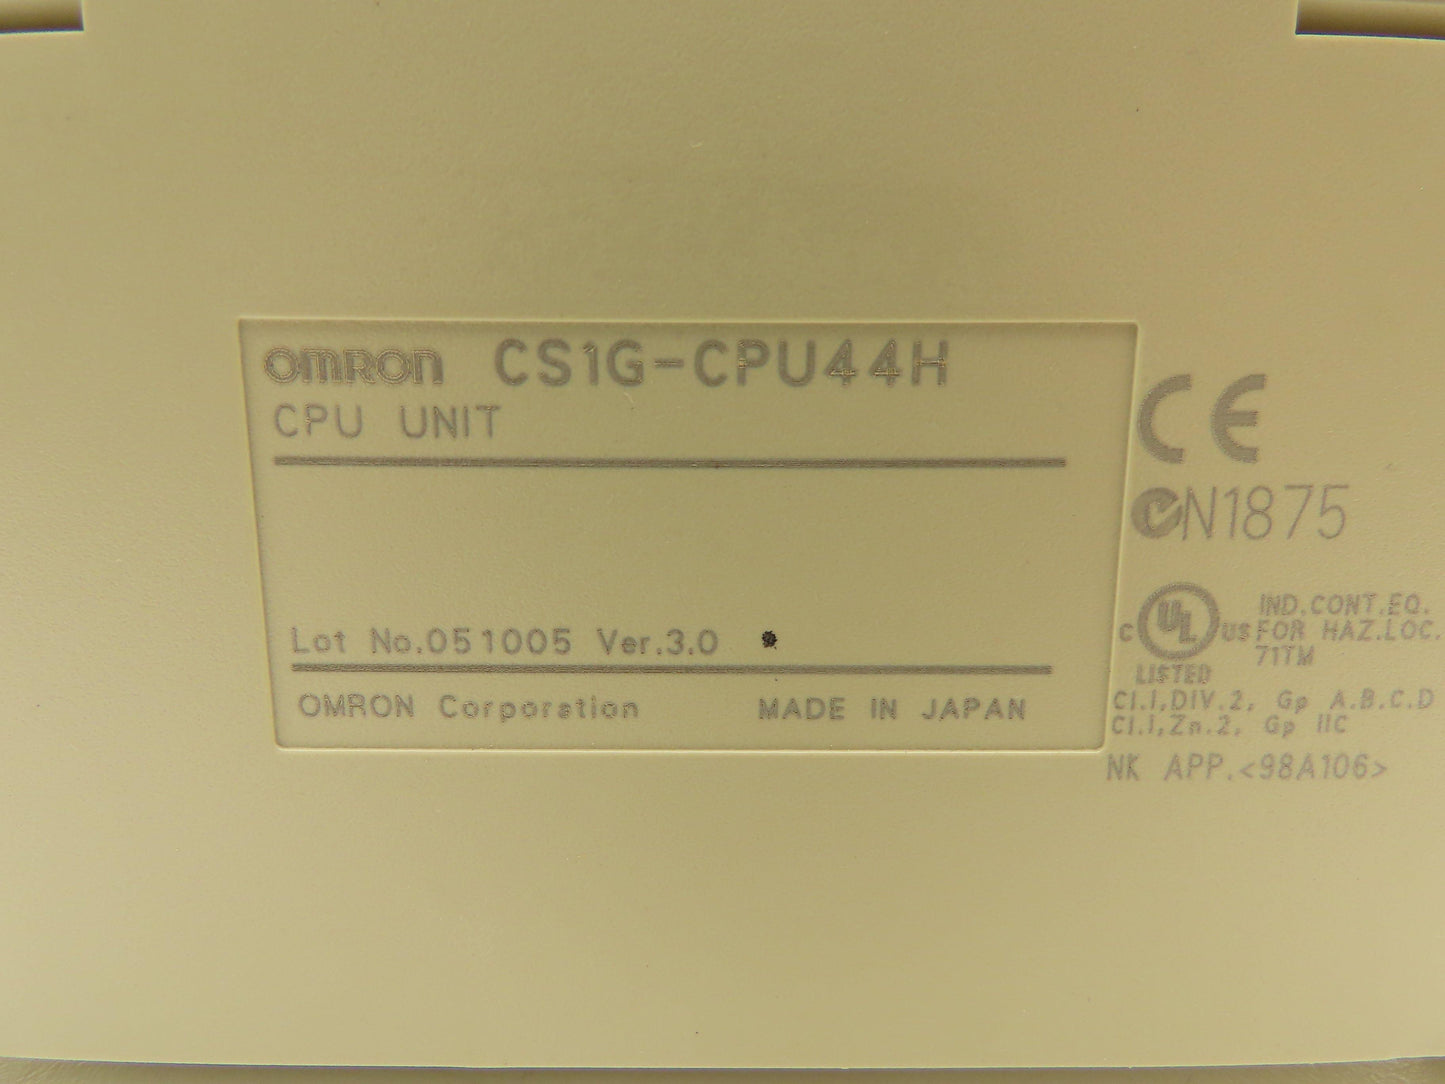 OMRON CS1G-CPU44H
CPU UNIT
Lot No.051005 Ver.3.0
OMRON Corporation MADE IN JAPAN
CE
N1875
C UL US
LISTED
IND.CONT.EQ.
FOR HAZ.LOC.
71TM
Cl.I,DIV.2, Gp A.B.C.D
Cl.I,Zn.2, Gp IIC
NK APP.<98A106>